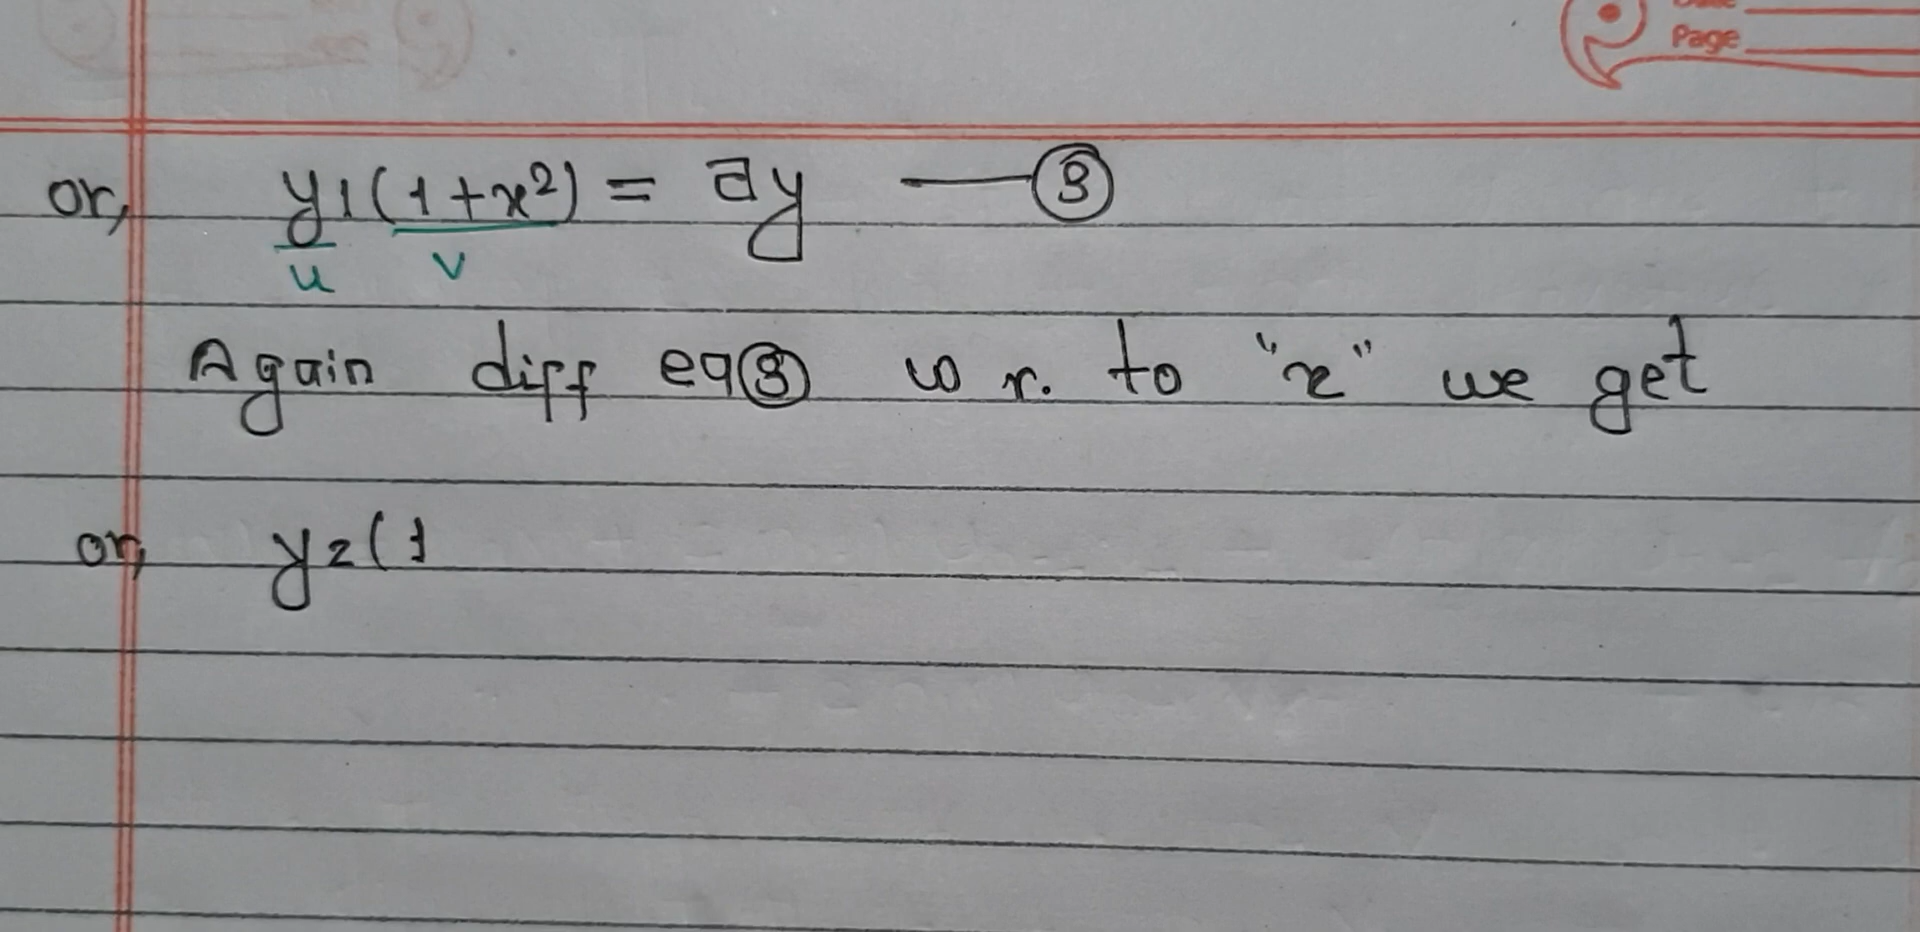 Page
or, y1(1+x²) = ay —③
u v
Again diff eq③ w r. to "x" we get
or, y2(1